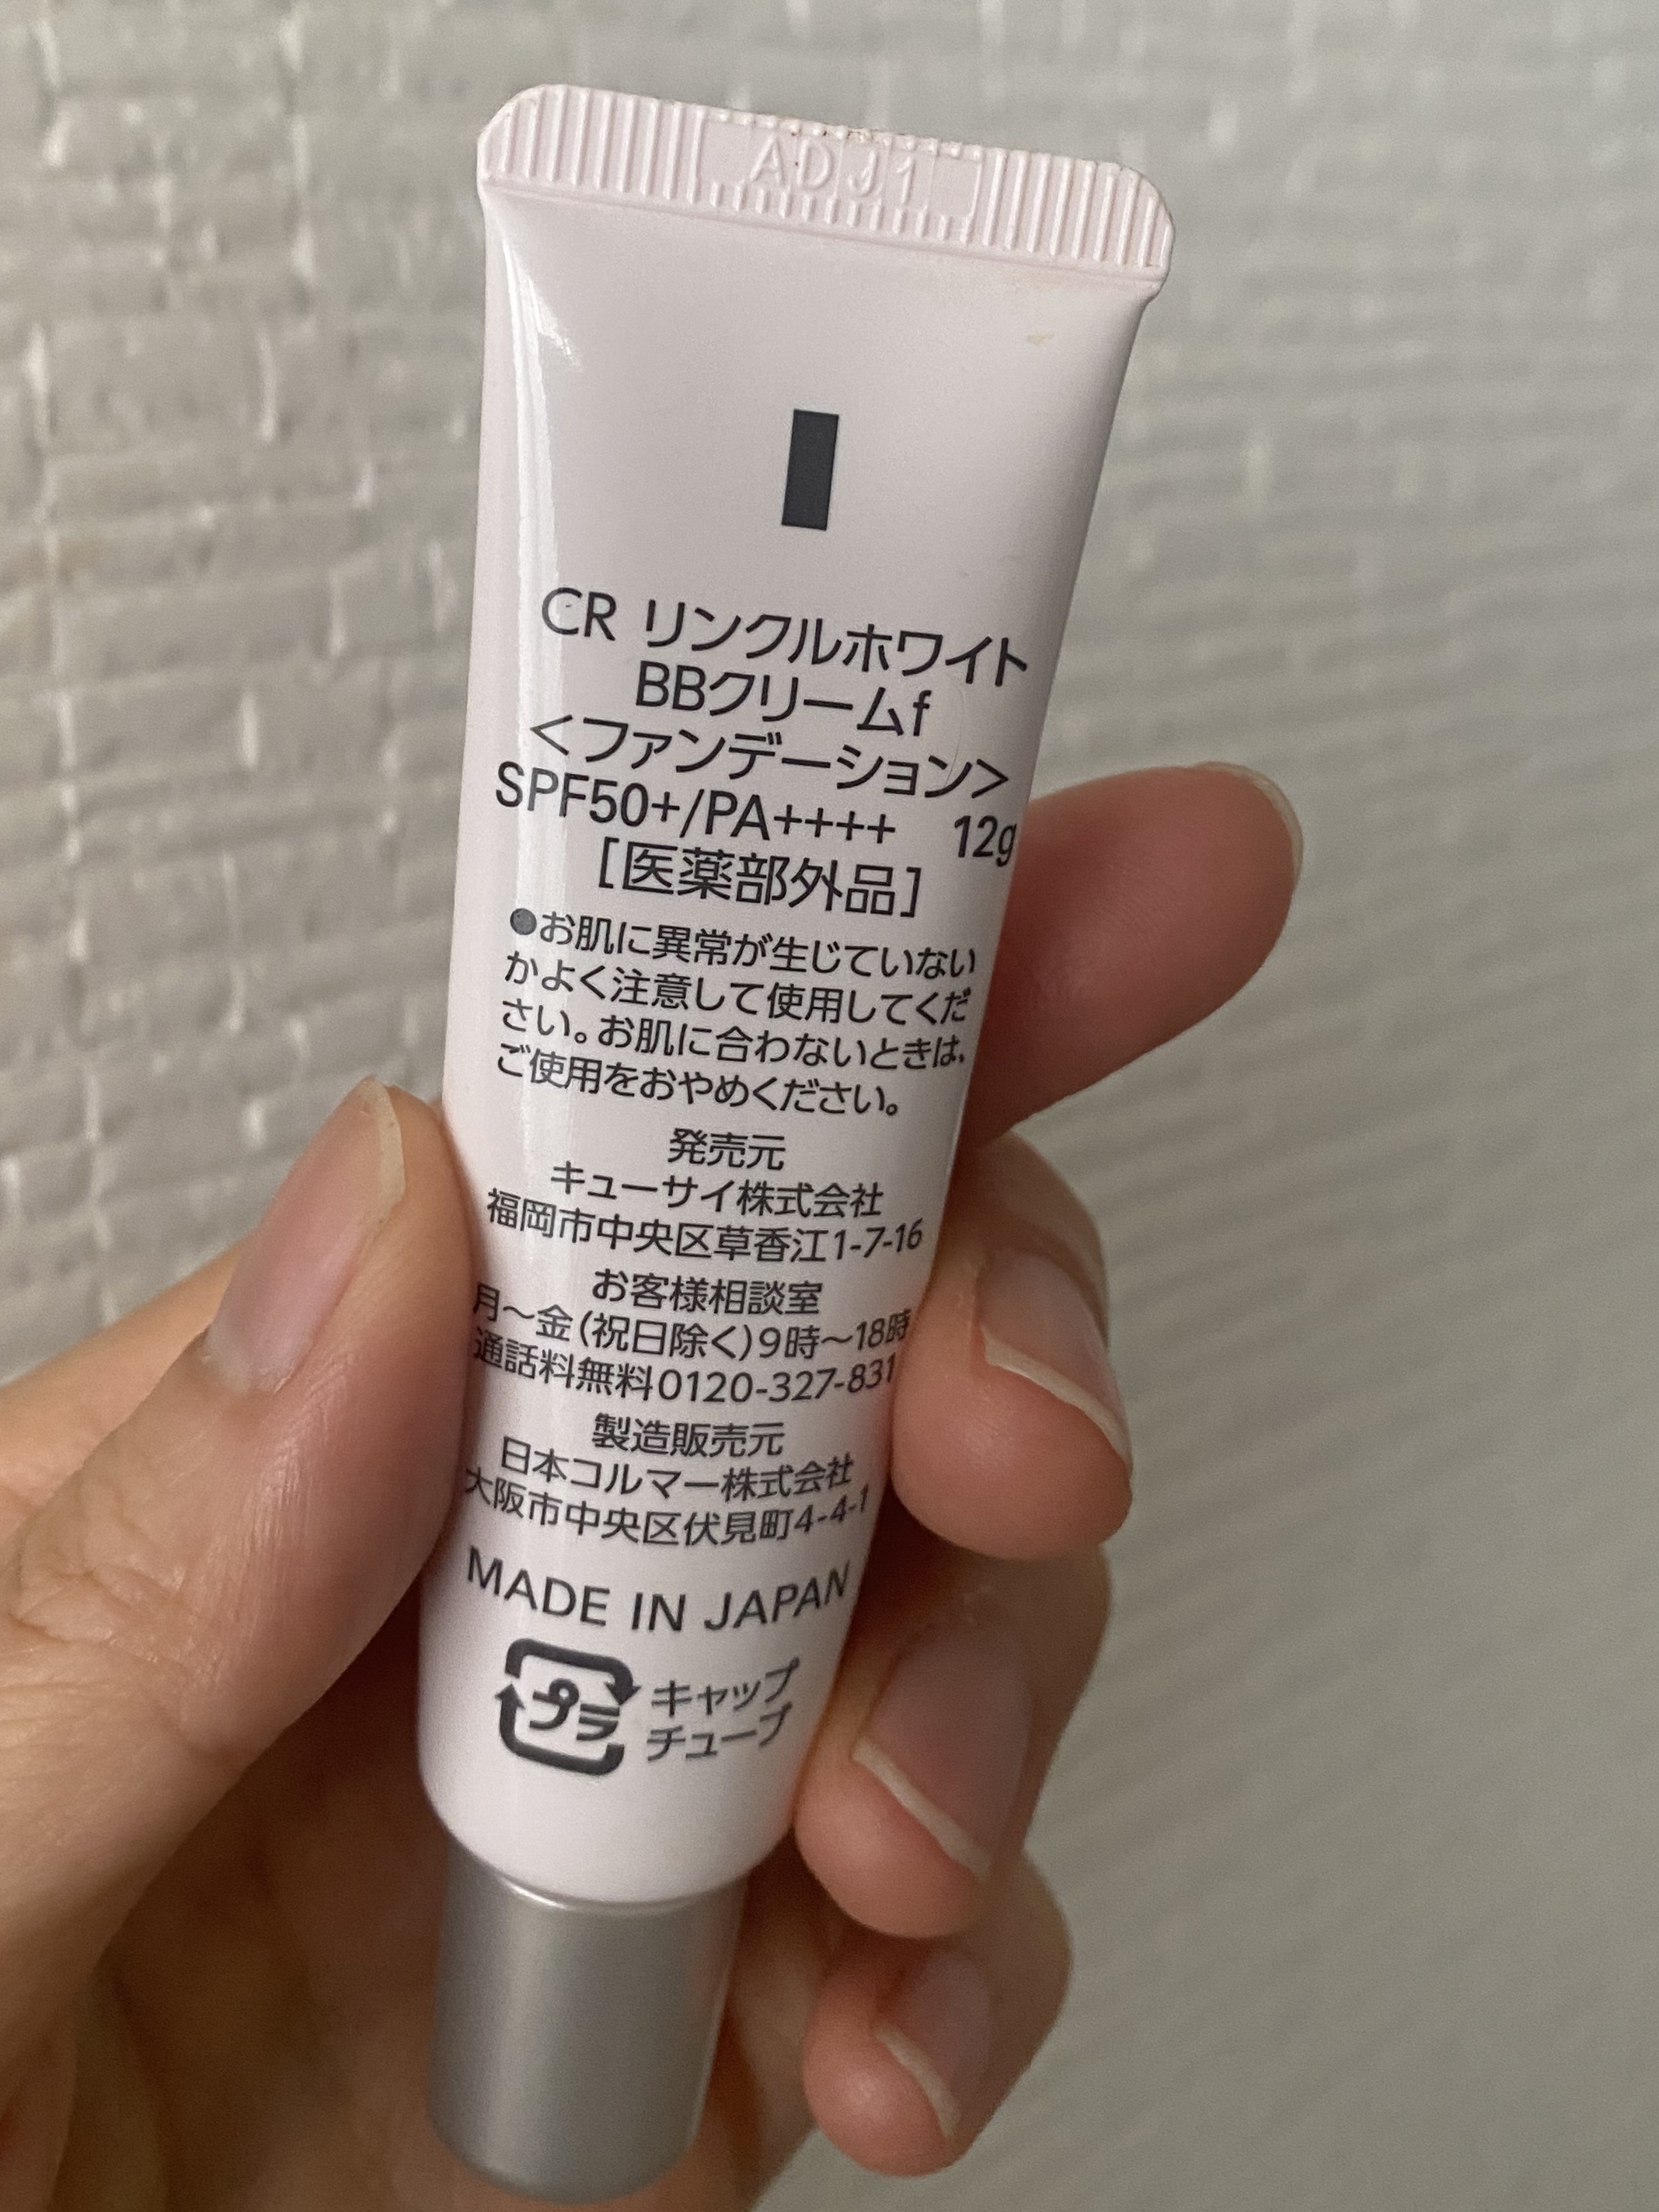 ADJ1
CR リンクルホワイト
BBクリームf
＜ファンデーション＞
SPF50+/PA++++ 12g
［医薬部外品］
●お肌に異常が生じていない
かよく注意して使用してくだ
さい。お肌に合わないときは、
ご使用をおやめください。
発売元
キューサイ株式会社
福岡市中央区草香江1-7-16
お客様相談室
月～金(祝日除く)9時～18時
通話料無料0120-327-831
製造販売元
日本コルマー株式会社
大阪市中央区伏見町4-4-1
MADE IN JAPAN
プラ キャップ
チューブ